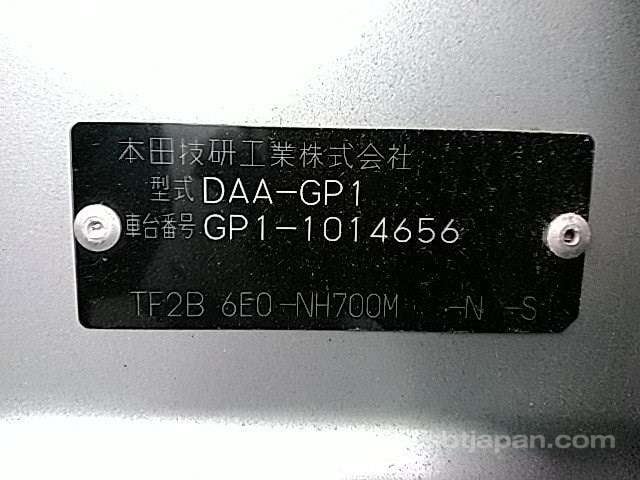 本田技研工業株式会社
型式 DAA-GP1
車台番号 GP1-1014656
TF2B 6E0-NH700M -N -S
btjapan.com